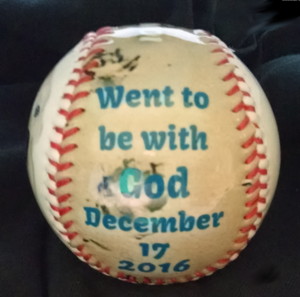 Went to
be with
God
December
17
2016